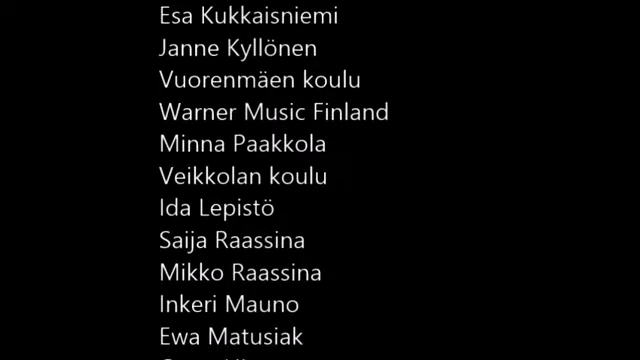 Esa Kukkaisniemi
Janne Kyllönen
Vuorenmäen koulu
Warner Music Finland
Minna Paakkola
Veikkolan koulu
Ida Lepistö
Saija Raassina
Mikko Raassina
Inkeri Mauno
Ewa Matusiak